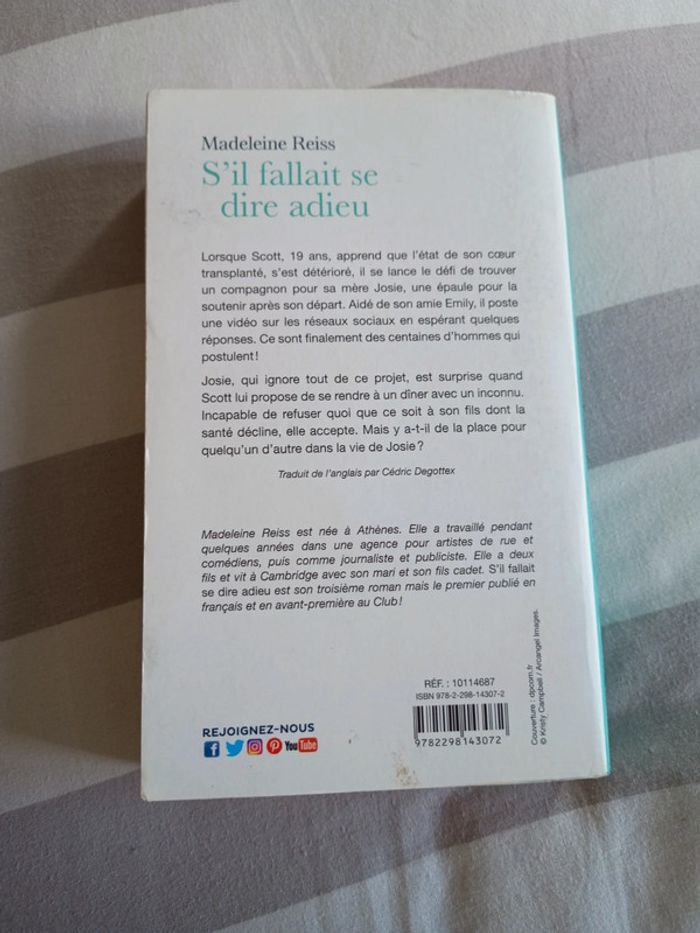 Madeleine Reiss
S'il fallait se
dire adieu
Lorsque Scott, 19 ans, apprend que l'état de son cœur
transplanté, s'est détérioré, il se lance le défi de trouver
un compagnon pour sa mère Josie, une épaule pour la
soutenir après son départ. Aidé de son amie Emily, il poste
une vidéo sur les réseaux sociaux en espérant quelques
réponses. Ce sont finalement des centaines d'hommes qui
postulent !
Josie, qui ignore tout de ce projet, est surprise quand
Scott lui propose de se rendre à un dîner avec un inconnu.
Incapable de refuser quoi que ce soit à son fils dont la
santé décline, elle accepte. Mais y a-t-il de la place pour
quelqu'un d'autre dans la vie de Josie ?
Traduit de l'anglais par Cédric Degottex
Madeleine Reiss est née à Athènes. Elle a travaillé pendant
quelques années dans une agence pour artistes de rue et
comédiens, puis comme journaliste et publiciste. Elle a deux
fils et vit à Cambridge avec son mari et son fils cadet. S'il fallait
se dire adieu est son troisième roman mais le premier publié en
français et en avant-première au Club !
RÉF. : 10114687
ISBN 978-2-298-14307-2
9782298143072
Couverture : dpcom.fr
© Kristy Campbell / Arcangel Images.
REJOIGNEZ-NOUS
YouTube